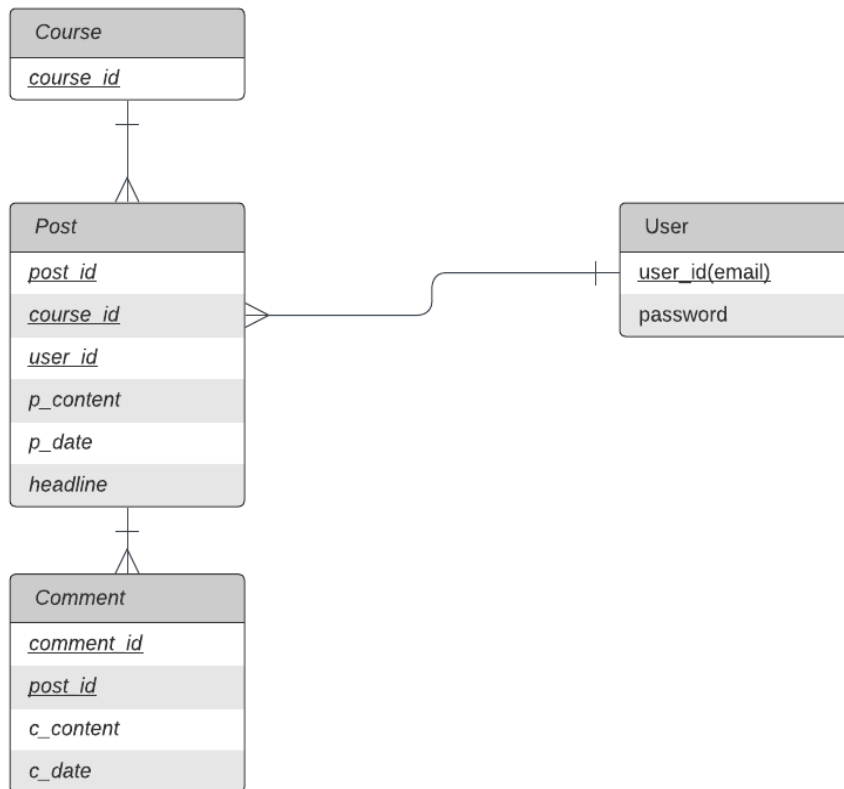 Course
course_id
Post
post_id
course_id
user_id
p_content
p_date
headline
User
user_id(email)
password
Comment
comment_id
post_id
c_content
c_date